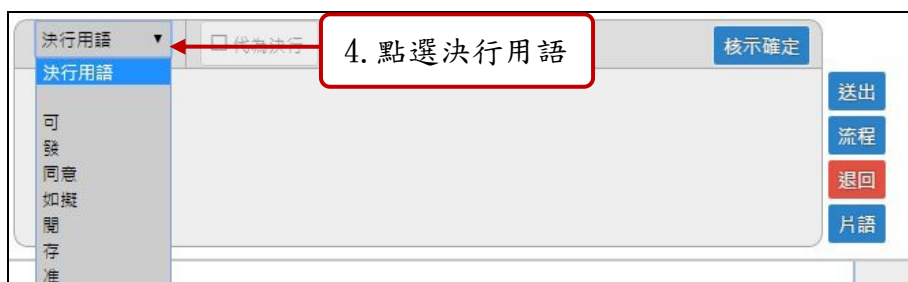 決行用語 ▼
☐ 代為決行
4. 點選決行用語
核示確定
決行用語
可
發
同意
如擬
閱
存
准
送出
流程
退回
片語